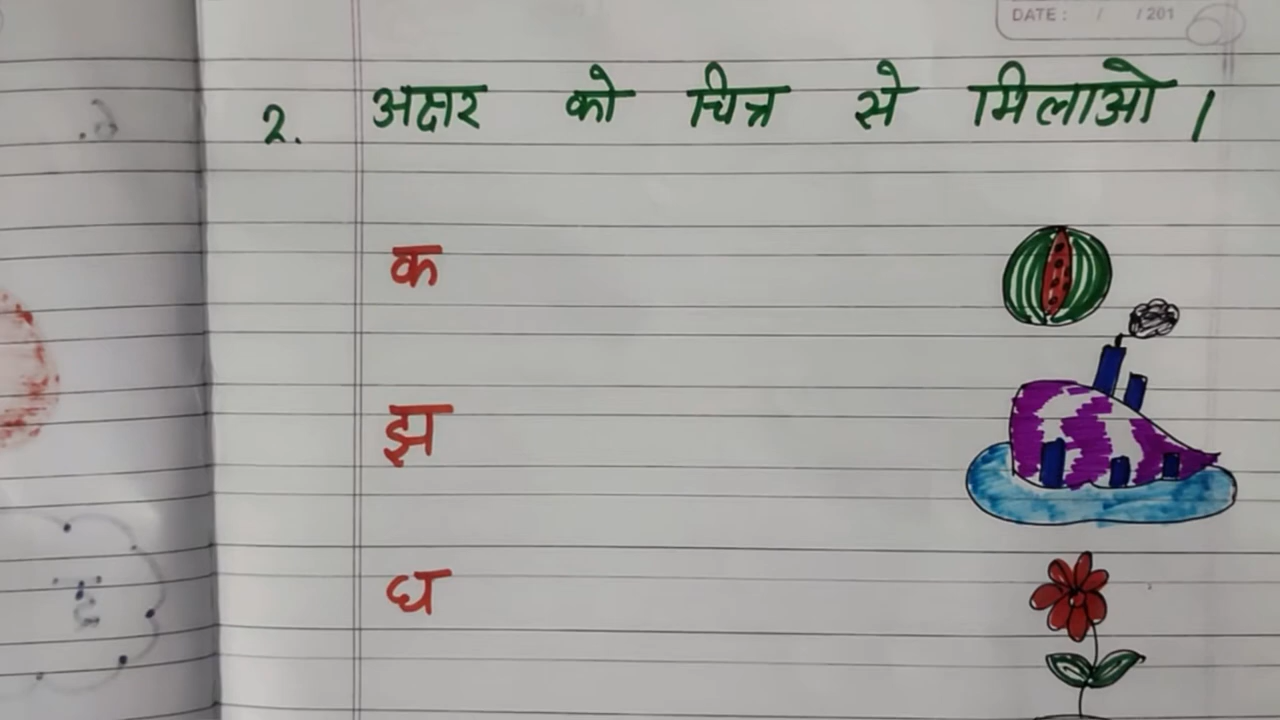 DATE : / /201
2. अक्षर को चित्र से मिलाओ ।
क
झ
घ